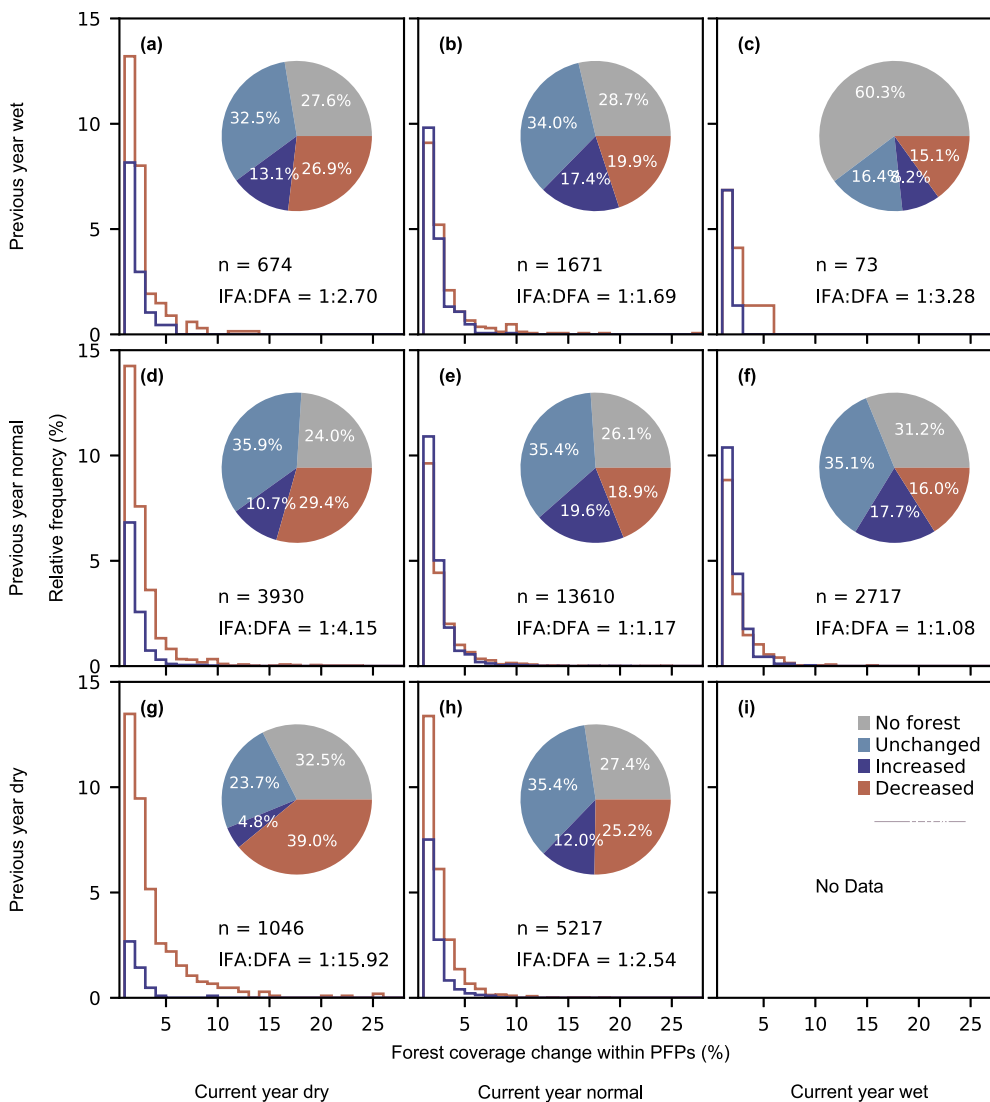 15
10
5
0
Previous year wet
(a)
27.6%
32.5%
13.1%
26.9%
n = 674
IFA:DFA = 1:2.70
(b)
28.7%
34.0%
17.4%
19.9%
n = 1671
IFA:DFA = 1:1.69
(c)
60.3%
16.4%
15.1%
n = 73
IFA:DFA = 1:3.28
15
10
5
0
Previous year normal
Relative frequency (%)
(d)
24.0%
35.9%
10.7%
29.4%
n = 3930
IFA:DFA = 1:4.15
(e)
26.1%
35.4%
19.6%
18.9%
n = 13610
IFA:DFA = 1:1.17
(f)
31.2%
35.1%
17.7%
16.0%
n = 2717
IFA:DFA = 1:1.08
15
10
5
0
Previous year dry
(g)
32.5%
23.7%
4.8%
39.0%
n = 1046
IFA:DFA = 1:15.92
(h)
27.4%
35.4%
12.0%
25.2%
n = 5217
IFA:DFA = 1:2.54
(i)
No forest
Unchanged
Increased
Decreased
No Data
5 10 15 20 25
5 10 15 20 25
5 10 15 20 25
Forest coverage change within PFPs (%)
Current year dry
Current year normal
Current year wet